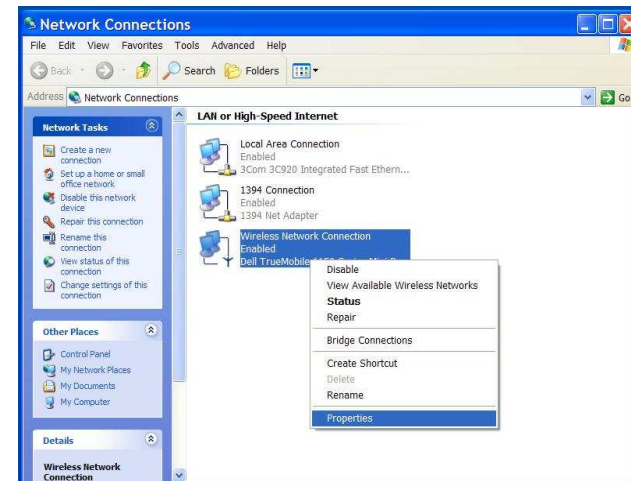 Network Connections
File Edit View Favorites Tools Advanced Help
Back Search Folders
Address Network Connections Go
Network Tasks
Create a new
connection
Set up a home or small
office network
Disable this network
device
Repair this connection
Rename this
connection
View status of this
connection
Change settings of this
connection
Other Places
Control Panel
My Network Places
My Documents
My Computer
Details
Wireless Network
Connection
LAN or High-Speed Internet
Local Area Connection
Enabled
3Com 3C920 Integrated Fast Ethern...
1394 Connection
Enabled
1394 Net Adapter
Wireless Network Connection
Enabled
Dell TrueMobile
Disable
View Available Wireless Networks
Status
Repair
Bridge Connections
Create Shortcut
Delete
Rename
Properties